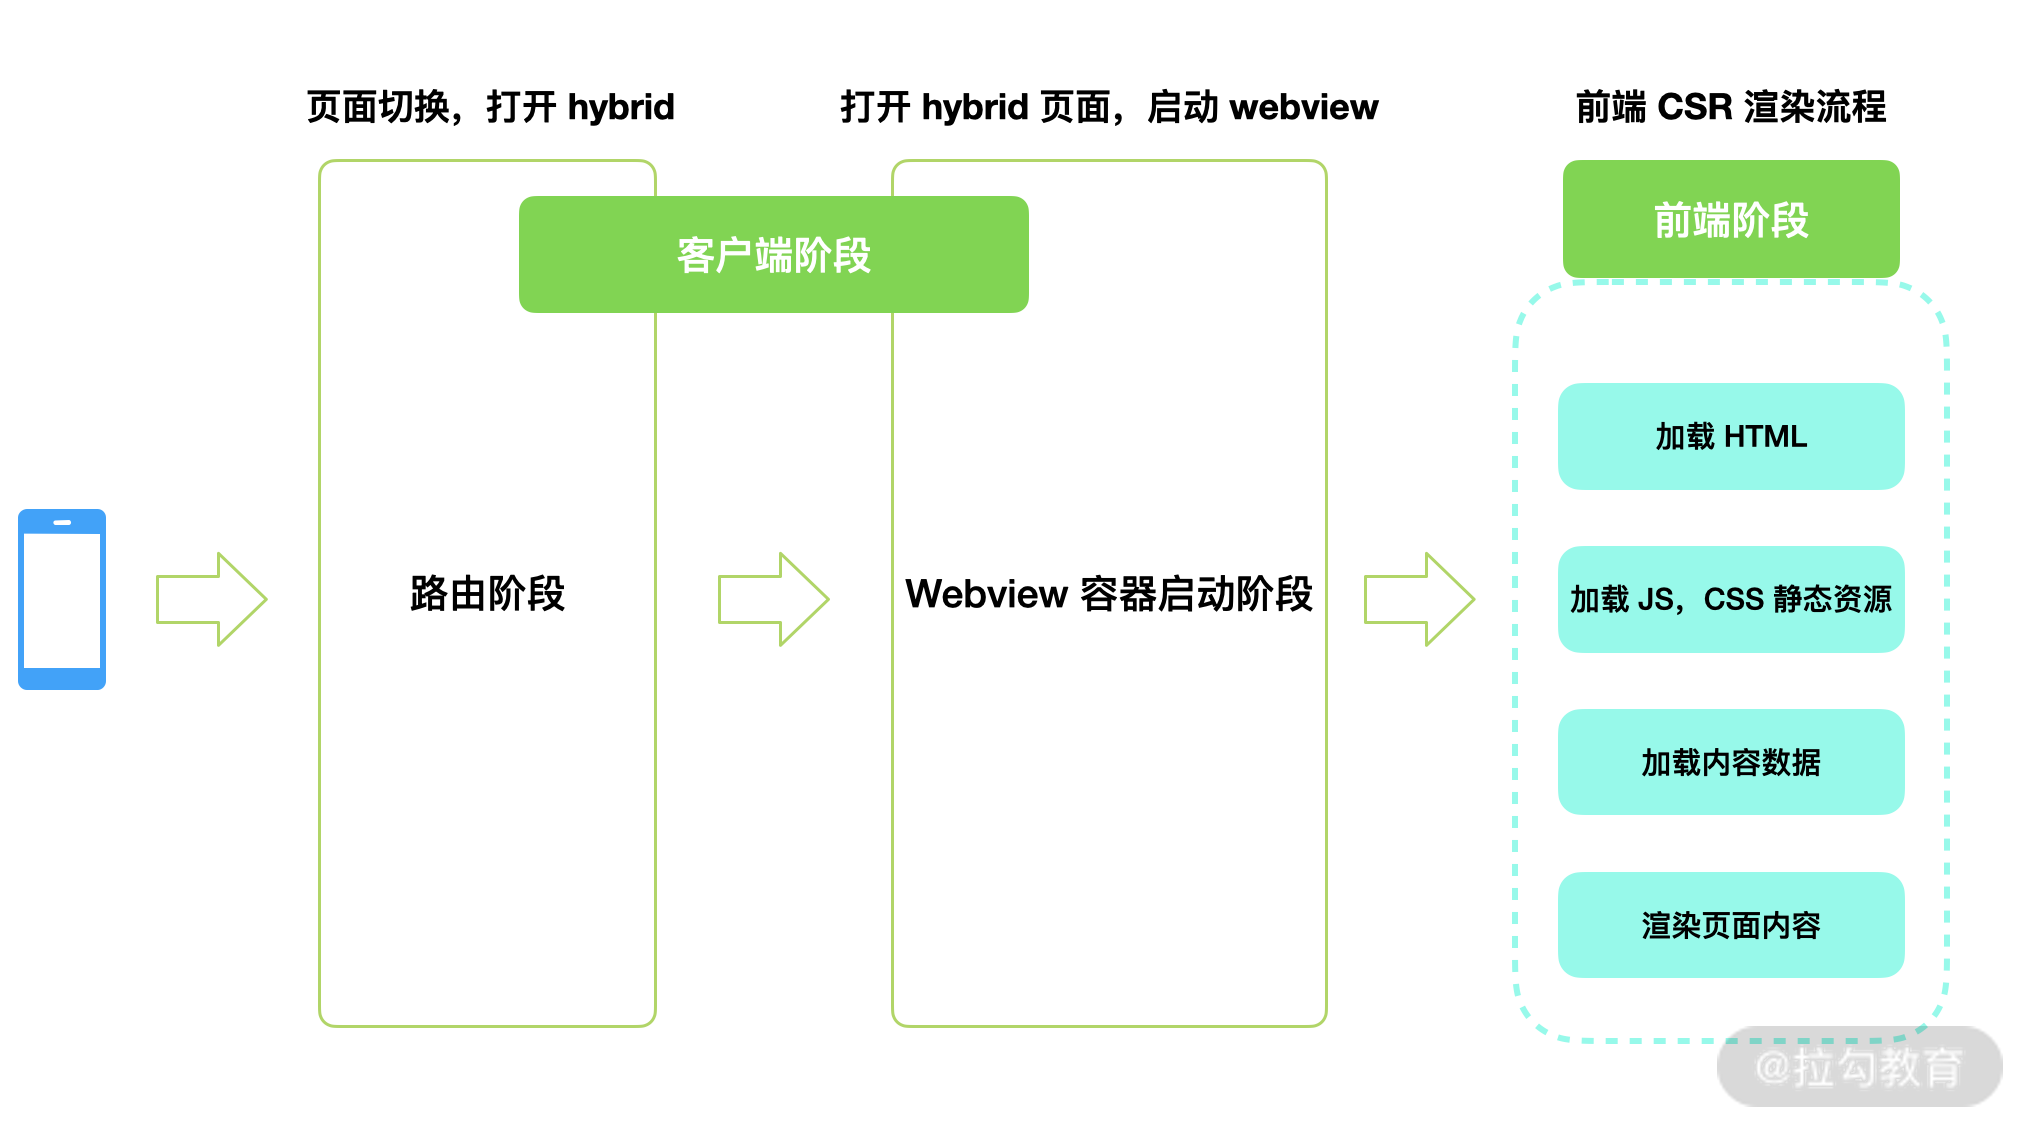 页面切换，打开 hybrid
打开 hybrid 页面，启动 webview
前端 CSR 渲染流程
客户端阶段
前端阶段
路由阶段
Webview 容器启动阶段
加载 HTML
加载 JS，CSS 静态资源
加载内容数据
渲染页面内容
@拉勾教育